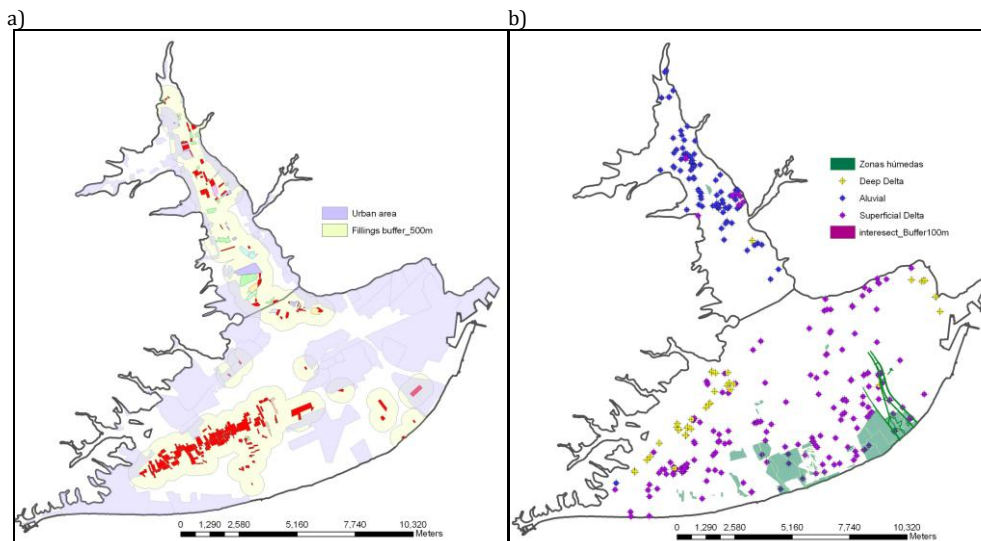 a)
b)
Urban area
Fillings buffer_500m
0 1,290 2,580 5,160 7,740 10,320
Meters
Zonas húmedas
Deep Delta
Aluvial
Superficial Delta
interesect_Buffer100m
0 1,290 2,580 5,160 7,740 10,320
Meters